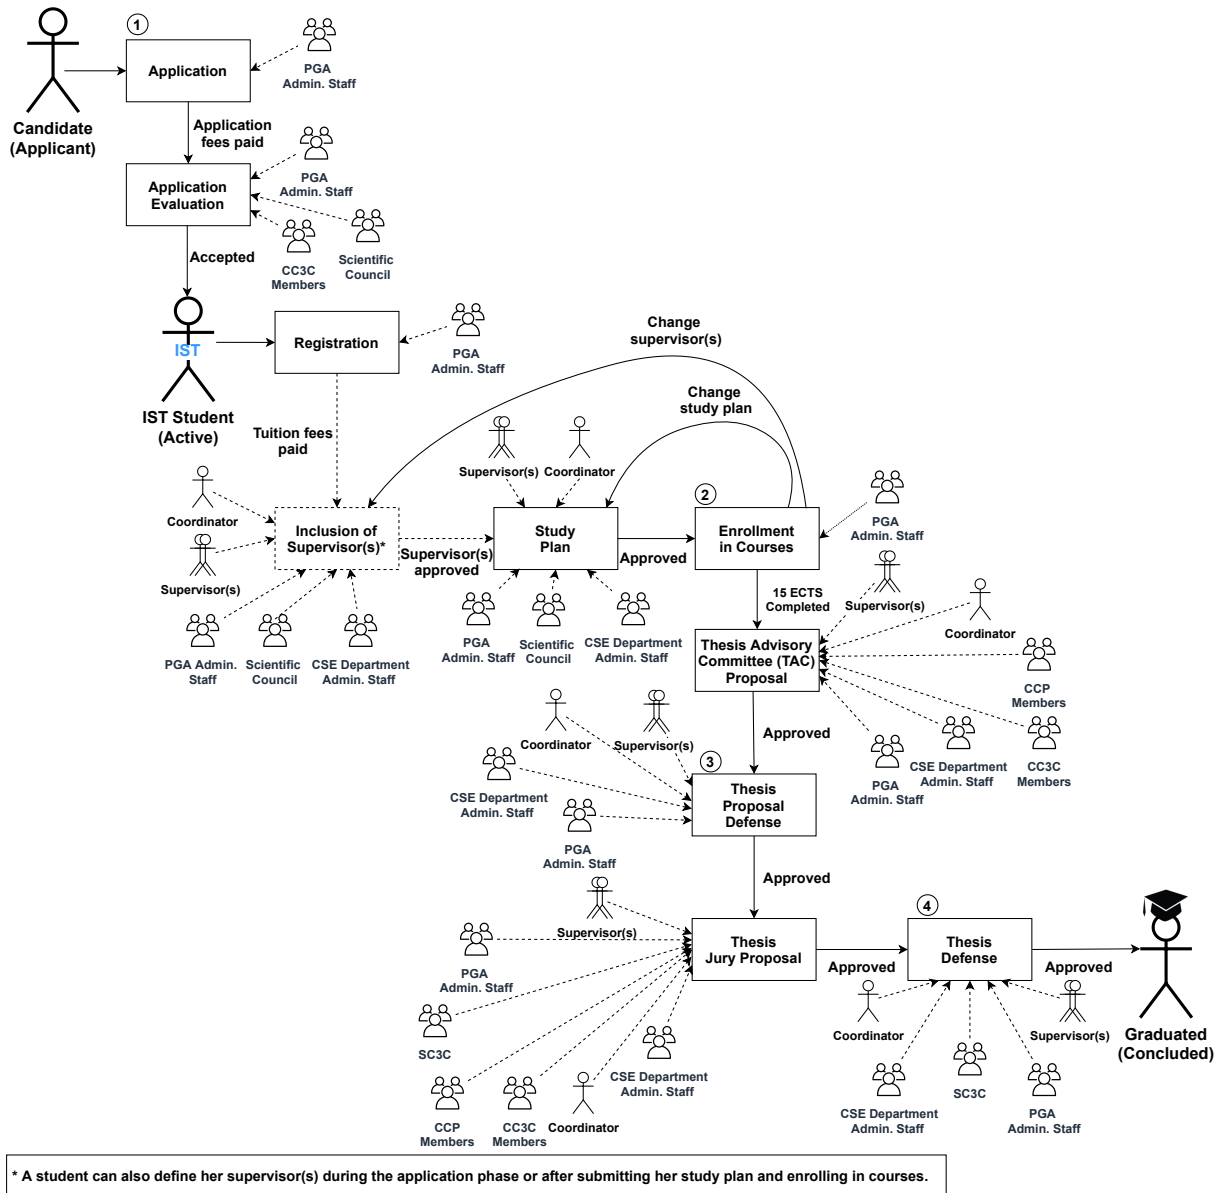 1
Application
PGA
Admin. Staff
Candidate
(Applicant)
Application
fees paid
Application
Evaluation
PGA
Admin. Staff
CC3C
Members
Scientific
Council
Accepted
IST
IST Student
(Active)
Registration
PGA
Admin. Staff
Change
supervisor(s)
Change
study plan
Tuition fees
paid
Coordinator
Supervisor(s)
Inclusion of
Supervisor(s)*
PGA Admin.
Staff
Scientific
Council
CSE Department
Admin. Staff
Supervisor(s)
approved
Supervisor(s)
Coordinator
Study
Plan
PGA
Admin. Staff
Scientific
Council
CSE Department
Admin. Staff
Approved
2
Enrollment
in Courses
PGA
Admin. Staff
15 ECTS
Completed
Supervisor(s)
Coordinator
Thesis Advisory
Committee (TAC)
Proposal
CCP
Members
PGA
Admin. Staff
CSE Department
Admin. Staff
CC3C
Members
Approved
Coordinator
Supervisor(s)
CSE Department
Admin. Staff
PGA
Admin. Staff
3
Thesis
Proposal
Defense
Approved
Supervisor(s)
PGA
Admin. Staff
SC3C
CCP
Members
CC3C
Members
Coordinator
CSE Department
Admin. Staff
Thesis
Jury Proposal
Approved
4
Thesis
Defense
Approved
Coordinator
Supervisor(s)
CSE Department
Admin. Staff
SC3C
PGA
Admin. Staff
Graduated
(Concluded)
* A student can also define her supervisor(s) during the application phase or after submitting her study plan and enrolling in courses.